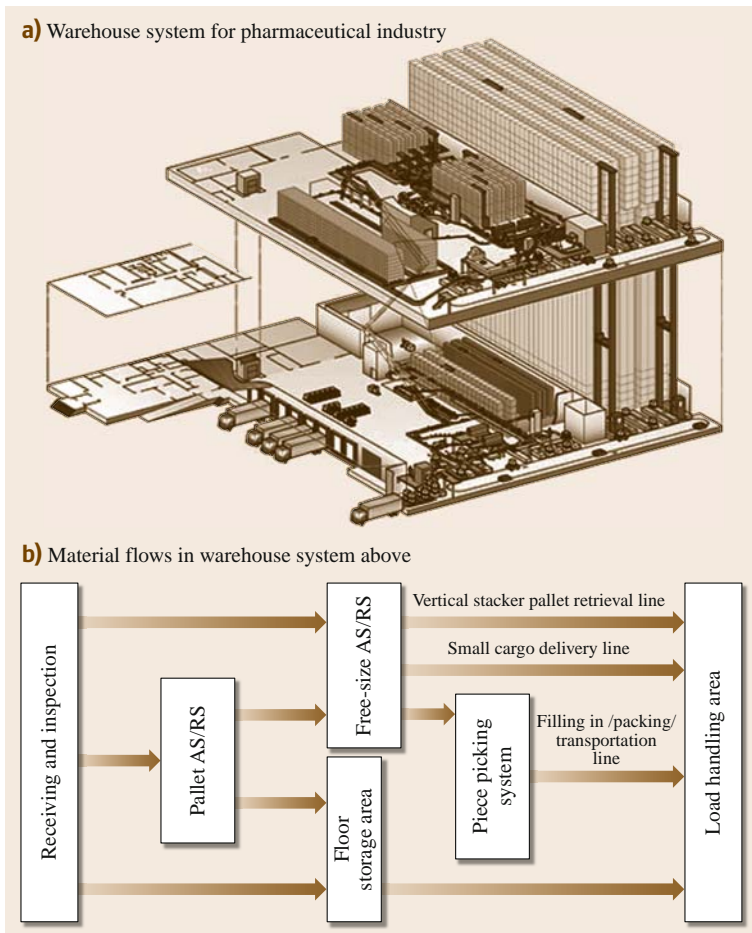 a) Warehouse system for pharmaceutical industry
b) Material flows in warehouse system above
Receiving and inspection
Pallet AS/RS
Free-size AS/RS
Floor
storage area
Vertical stacker pallet retrieval line
Small cargo delivery line
Piece picking
system
Filling in /packing/
transportation
line
Load handling area